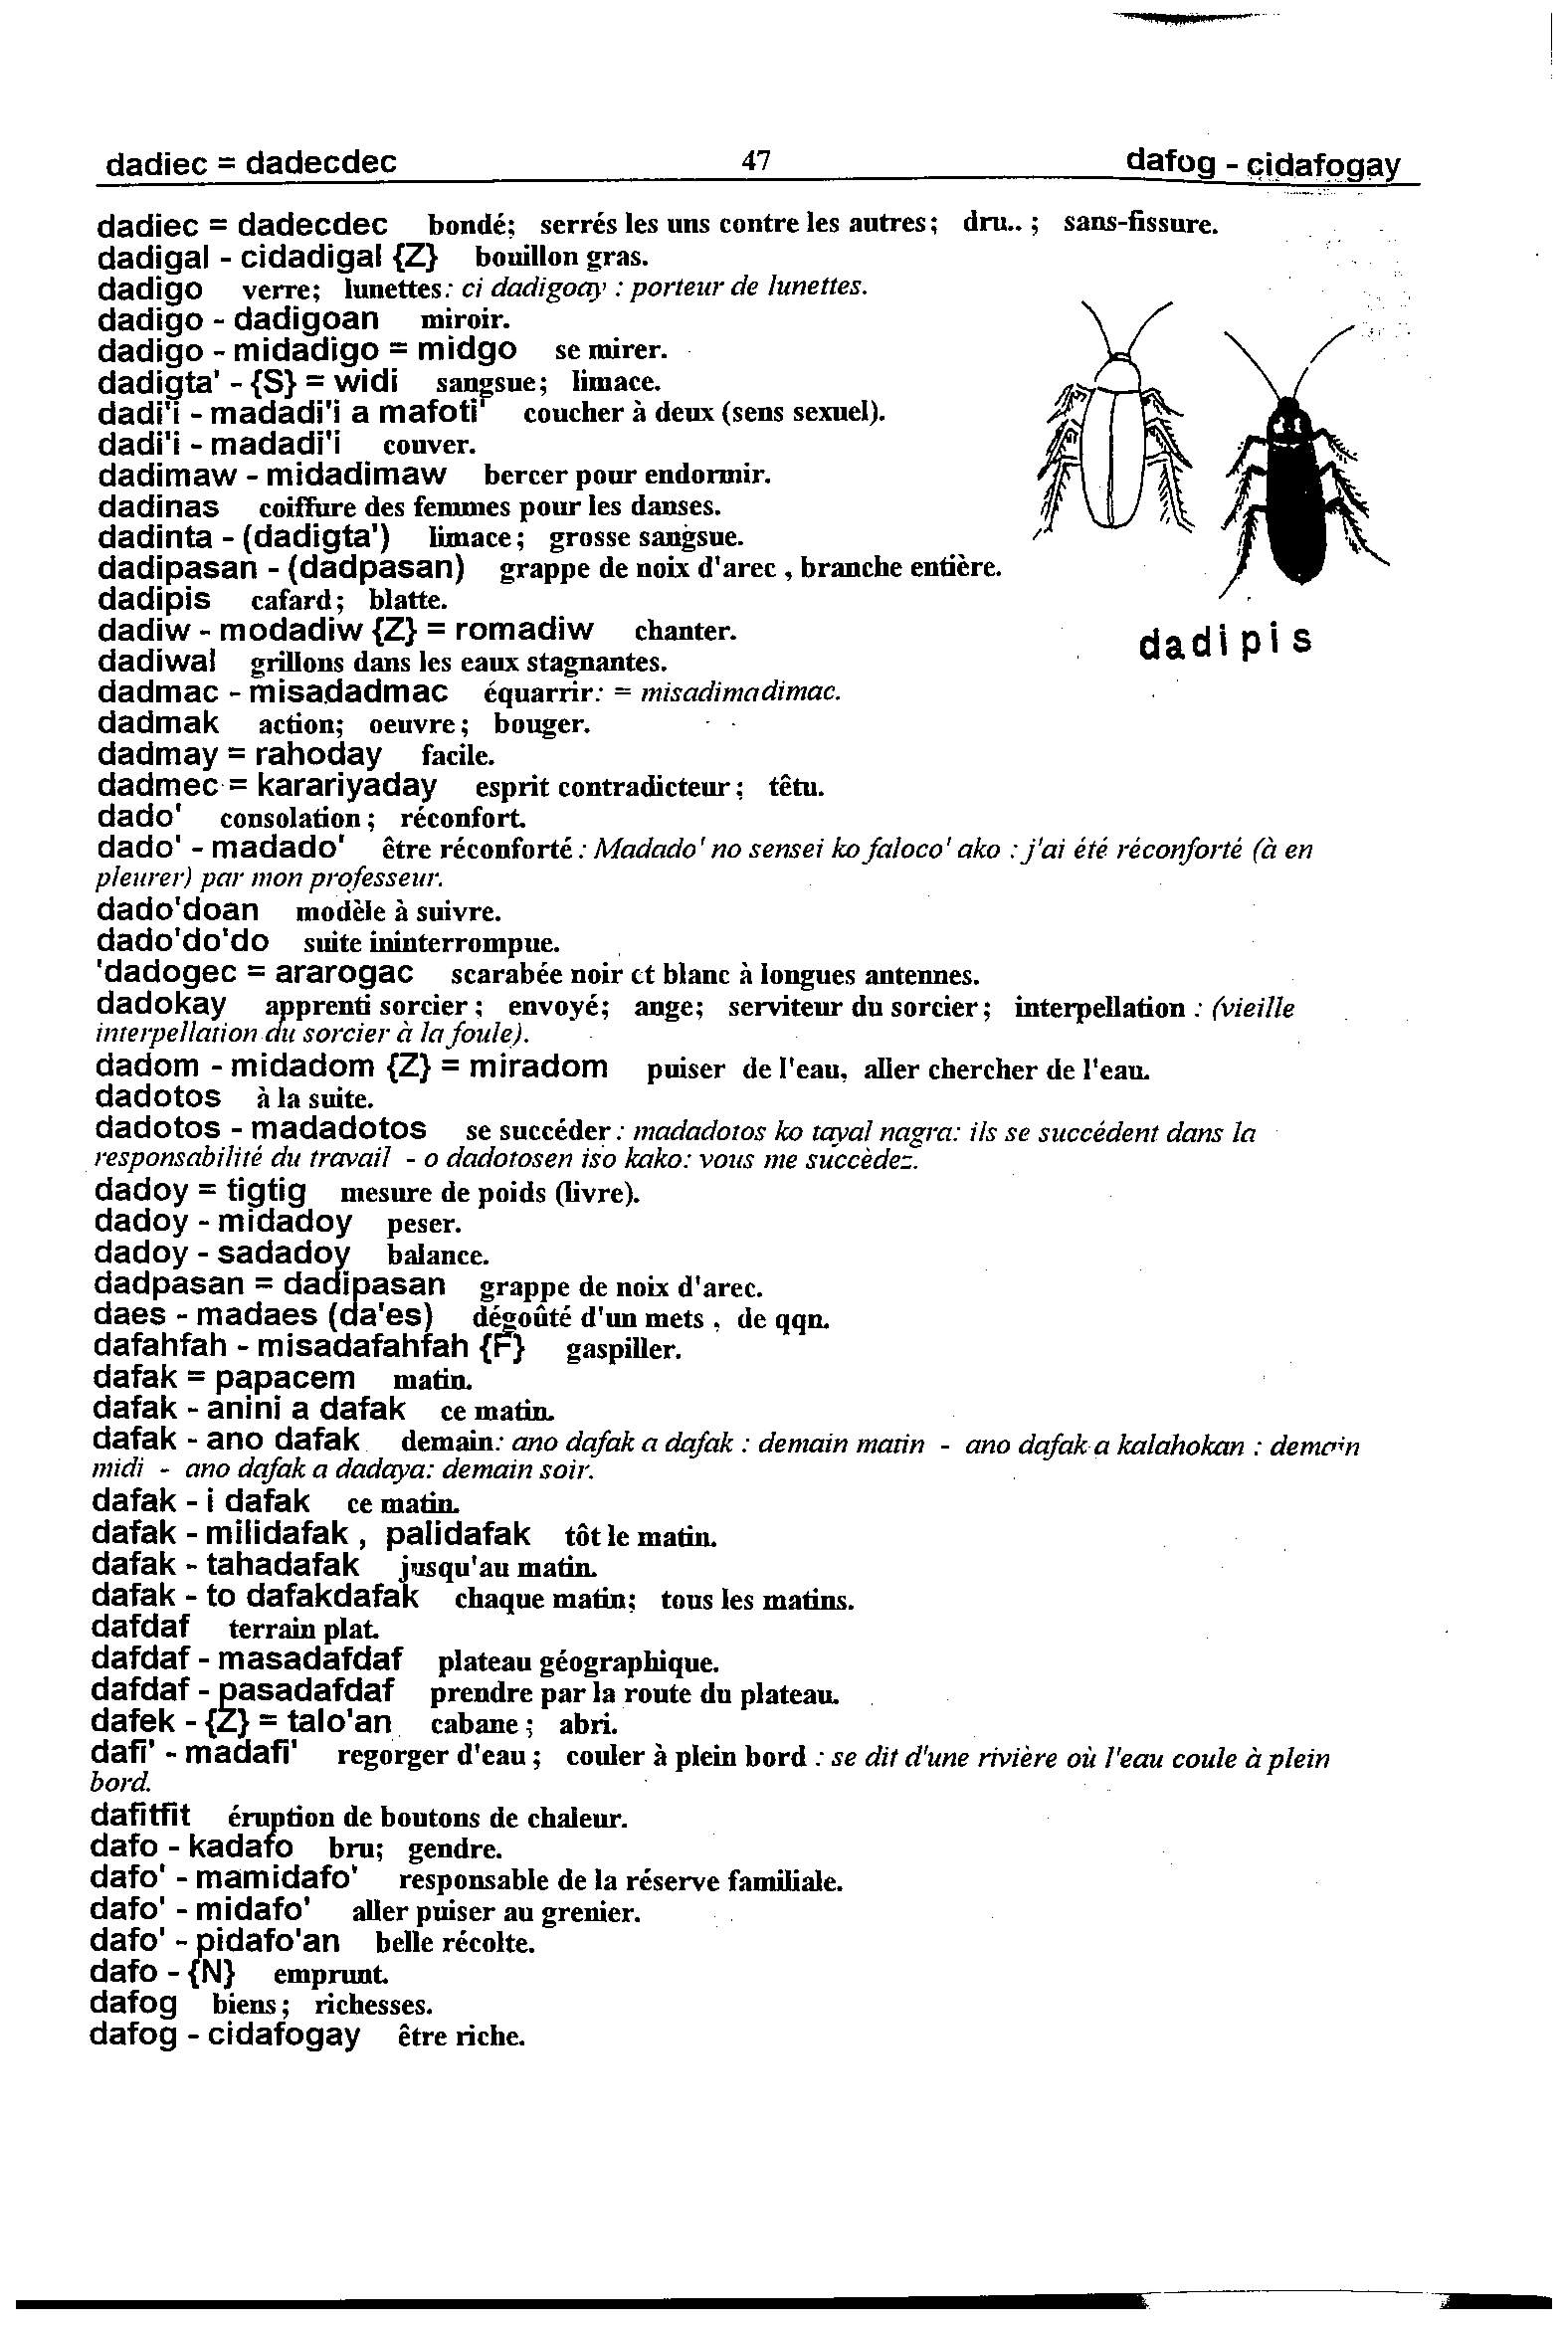 dadiec = dadecdec 47 dafog - cidafogay
dadiec = dadecdec bondé; serrés les uns contre les autres; dru.. ; sans-fissure.
dadigal - cidadigal {Z} bouillon gras.
dadigo verre; lunettes: ci dadigoay : porteur de lunettes.
dadigo - dadigoan miroir.
dadigo - midadigo = midgo se mirer.
dadigta' - {S} = widi sangsue; limace.
dadi'i - madadi'i a mafoti' coucher à deux (sens sexuel).
dadi'i - madadi'i couver.
dadimaw - midadimaw bercer pour endormir.
dadinas coiffure des femmes pour les danses.
dadinta - (dadigta') limace; grosse sangsue.
dadipasan - (dadpasan) grappe de noix d'arec , branche entière.
dadipis cafard; blatte.
dadiw - modadiw {Z} = romadiw chanter.
dadipis
dadiwal grillons dans les eaux stagnantes.
dadmac - misadadmac équarrir: = misadimadimac.
dadmak action; oeuvre; bouger.
dadmay = rahoday facile.
dadmec = karariyaday esprit contradicteur; têtu.
dado' consolation; réconfort.
dado' - madado' être réconforté : Madado' no sensei ko faloco' ako : j'ai été réconforté (à en
pleurer) par mon professeur.
dado'doan modèle à suivre.
dado'do'do suite ininterrompue.
'dadogec = ararogac scarabée noir et blanc à longues antennes.
dadokay apprenti sorcier; envoyé; ange; serviteur du sorcier; interpellation : (vieille
interpellation du sorcier à la foule).
dadom - midadom {Z} = miradom puiser de l'eau, aller chercher de l'eau.
dadotos à la suite.
dadotos - madadotos se succéder : madadotos ko tayal nagra: ils se succédent dans la
responsabilité du travail - o dadotosen iso kako: vous me succèdez.
dadoy = tigtig mesure de poids (livre).
dadoy - midadoy peser.
dadoy - sadadoy balance.
dadpasan = dadipasan grappe de noix d'arec.
daes - madaes (da'es) dégoûté d'un mets , de qqn.
dafahfah - misadafahfah {F} gaspiller.
dafak = papacem matin.
dafak - anini a dafak ce matin.
dafak - ano dafak demain: ano dafak a dafak : demain matin - ano dafak a kalahokan : demain
midi - ano dafak a dadaya: demain soir.
dafak - i dafak ce matin.
dafak - milidafak , palidafak tôt le matin.
dafak - tahadafak jusqu'au matin.
dafak - to dafakdafak chaque matin; tous les matins.
dafdaf terrain plat.
dafdaf - masadafdaf plateau géographique.
dafdaf - pasadafdaf prendre par la route du plateau.
dafek - {Z} = talo'an cabane; abri.
dafi' - madafi' regorger d'eau; couler à plein bord : se dit d'une rivière où l'eau coule à plein
bord.
dafitfit éruption de boutons de chaleur.
dafo - kadafo bru; gendre.
dafo' - mamidafo' responsable de la réserve familiale.
dafo' - midafo' aller puiser au grenier.
dafo' - pidafo'an belle récolte.
dafo - {N} emprunt.
dafog biens; richesses.
dafog - cidafogay être riche.